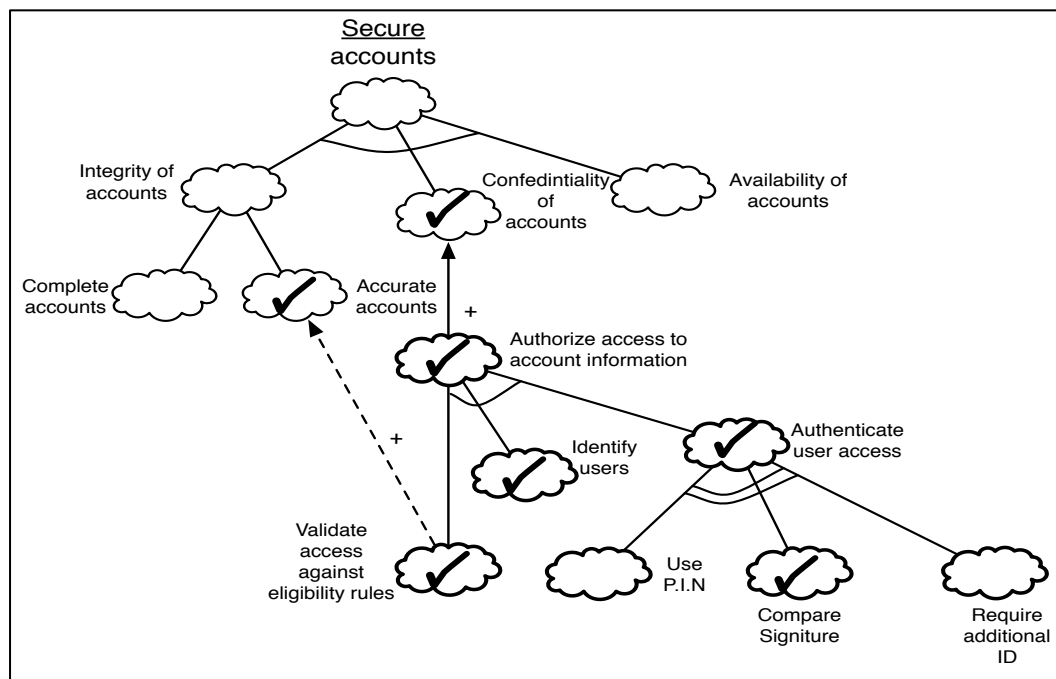 Secure
accounts
Integrity of
accounts
Confedintiality
of
accounts
Availability of
accounts
Complete
accounts
Accurate
accounts
+
Authorize access to
account information
+
Identify
users
Authenticate
user access
Validate
access
against
eligibility rules
Use
P.I.N
Compare
Signiture
Require
additional
ID